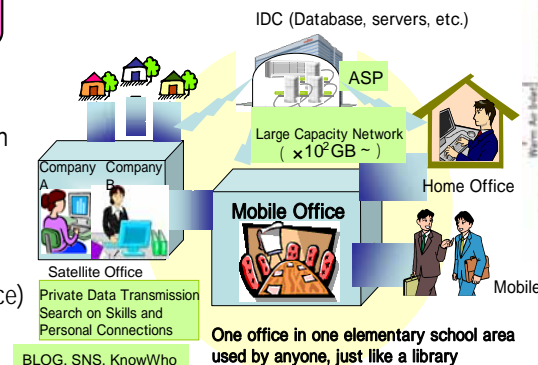 IDC (Database, servers, etc.)
ASP
Large Capacity Network
( ×10²GB ~ )
Company A
Company B
Home Office
Mobile Office
Satellite Office
Mobile
ce)
Private Data Transmission
Search on Skills and
Personal Connections
One office in one elementary school area
used by anyone, just like a library
BLOG, SNS, KnowWho